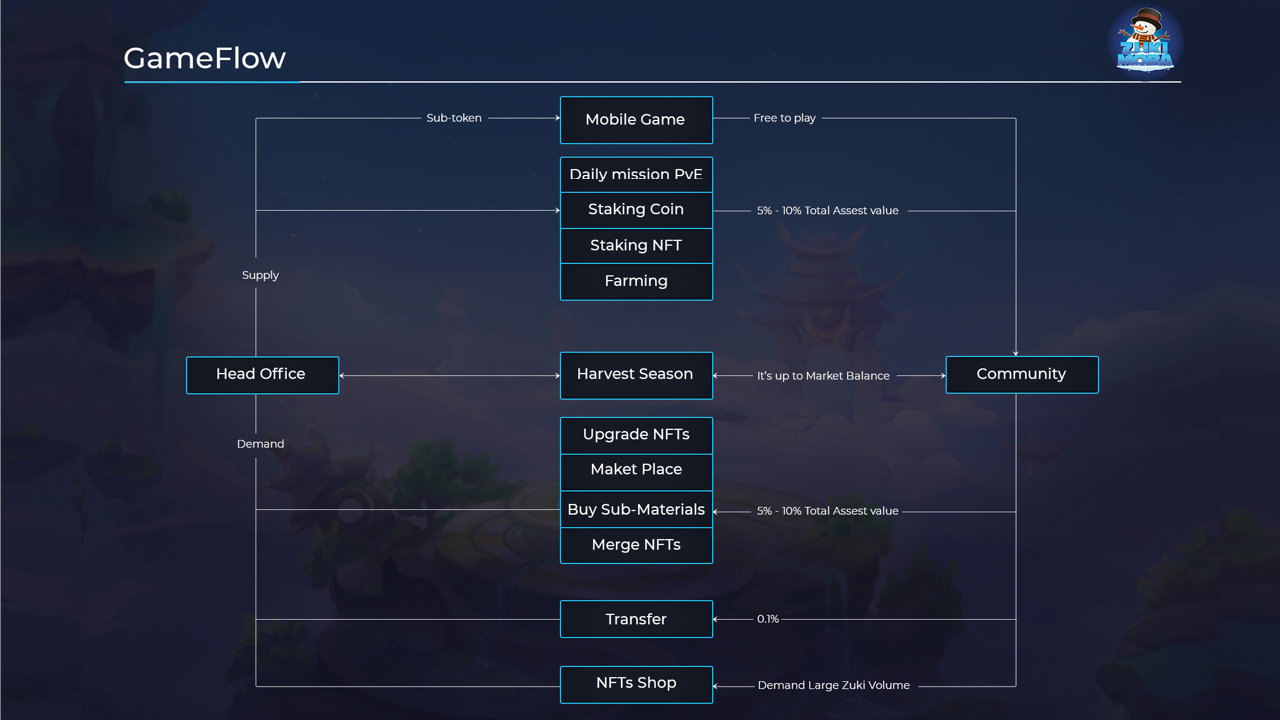 GameFlow
ZUKI
MOBA
Sub-token
Mobile Game
Free to play
Daily mission PvE
Staking Coin
5% - 10% Total Assest value
Staking NFT
Farming
Supply
Head Office
Harvest Season
It's up to Market Balance
Community
Upgrade NFTs
Demand
Maket Place
Buy Sub-Materials
5% - 10% Total Assest value
Merge NFTs
Transfer
0.1%
NFTs Shop
Demand Large Zuki Volume